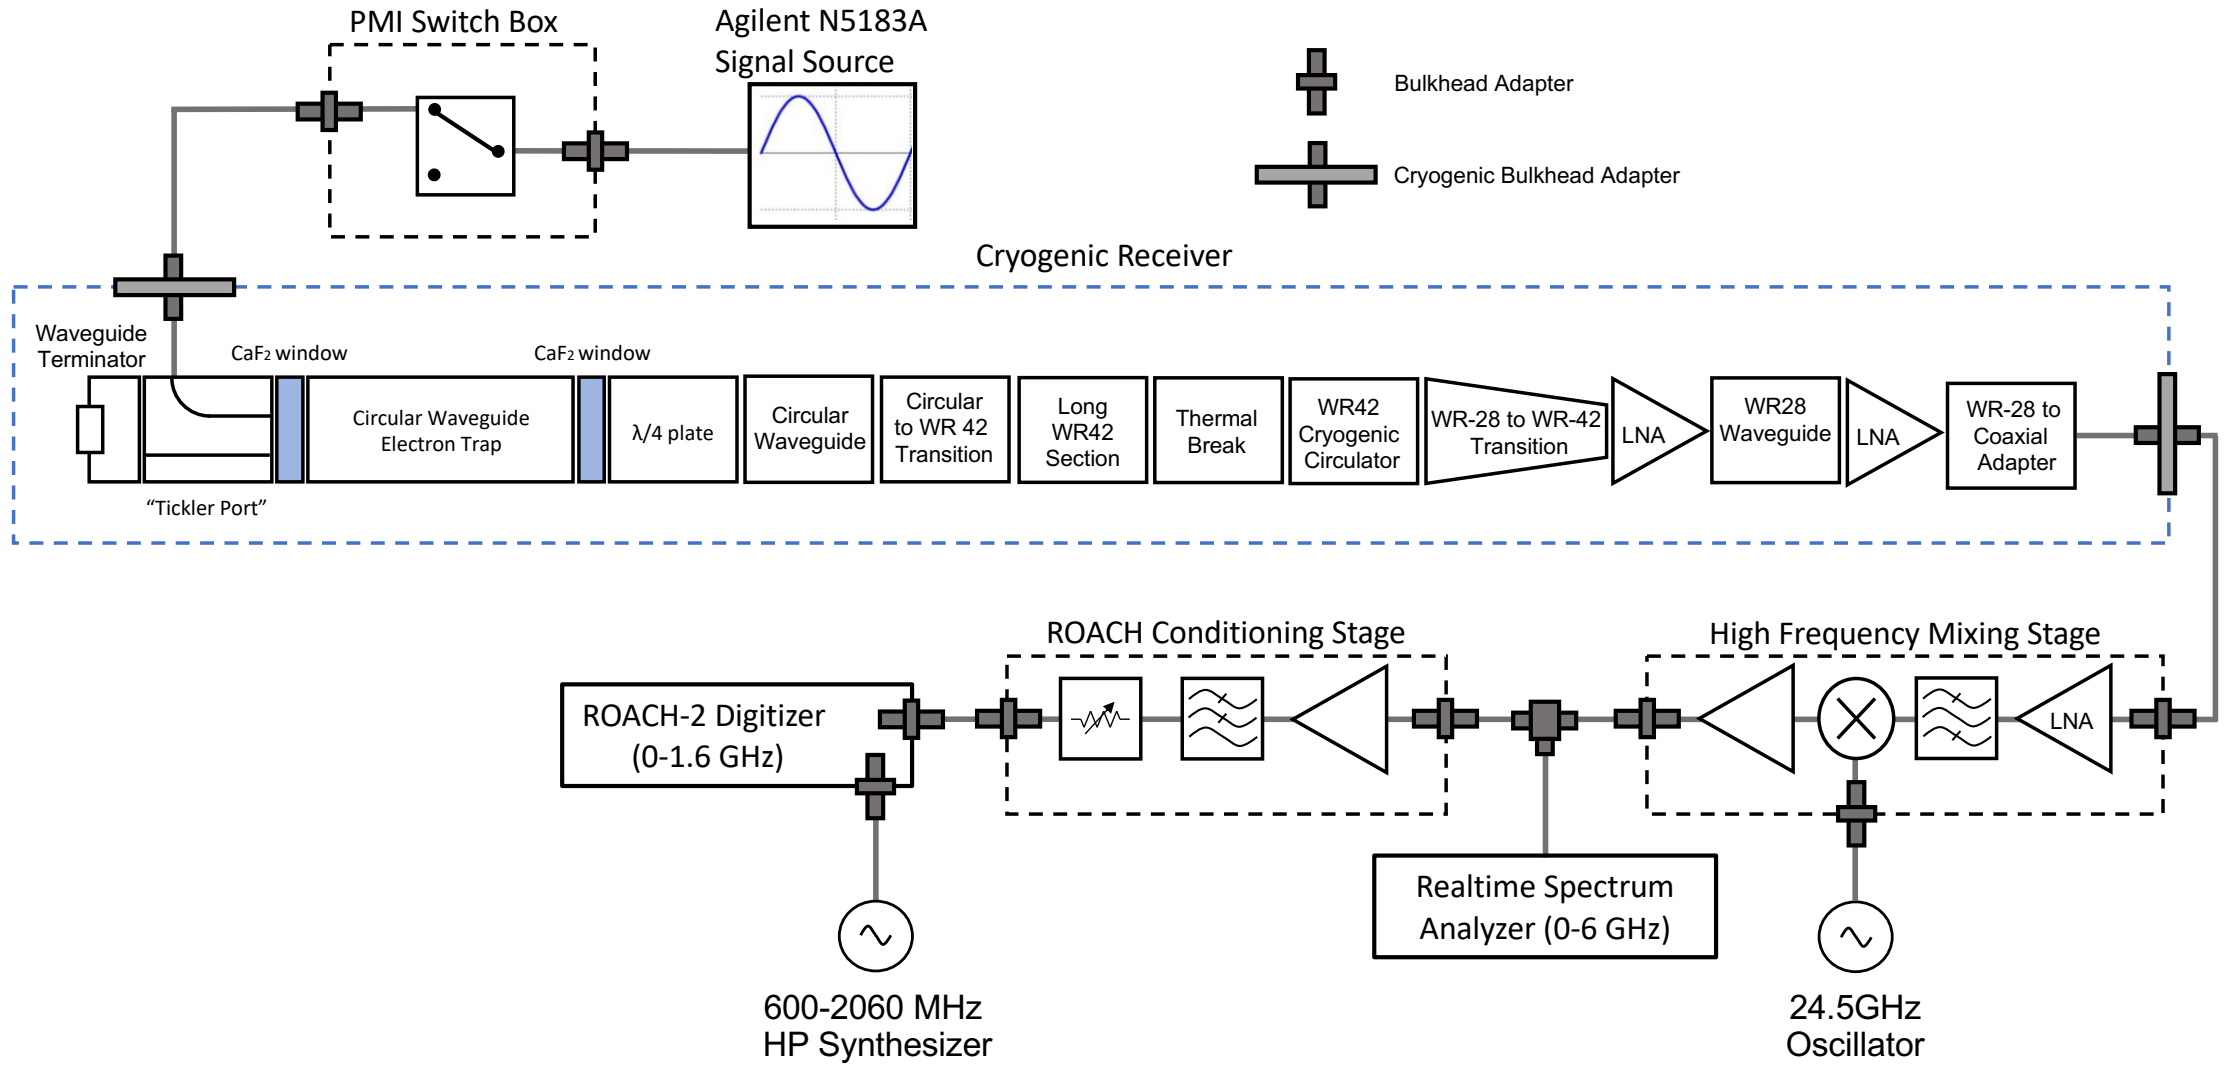 PMI Switch Box
Agilent N5183A
Signal Source
Bulkhead Adapter
Cryogenic Bulkhead Adapter
Cryogenic Receiver
Waveguide
Terminator
CaF2 window
CaF2 window
"Tickler Port"
Circular Waveguide
Electron Trap
λ/4 plate
Circular
Waveguide
Circular
to WR 42
Transition
Long
WR42
Section
Thermal
Break
WR42
Cryogenic
Circulator
WR-28 to WR-42
Transition
LNA
WR28
Waveguide
LNA
WR-28 to
Coaxial
Adapter
ROACH Conditioning Stage
High Frequency Mixing Stage
ROACH-2 Digitizer
(0-1.6 GHz)
LNA
Realtime Spectrum
Analyzer (0-6 GHz)
600-2060 MHz
HP Synthesizer
24.5GHz
Oscillator